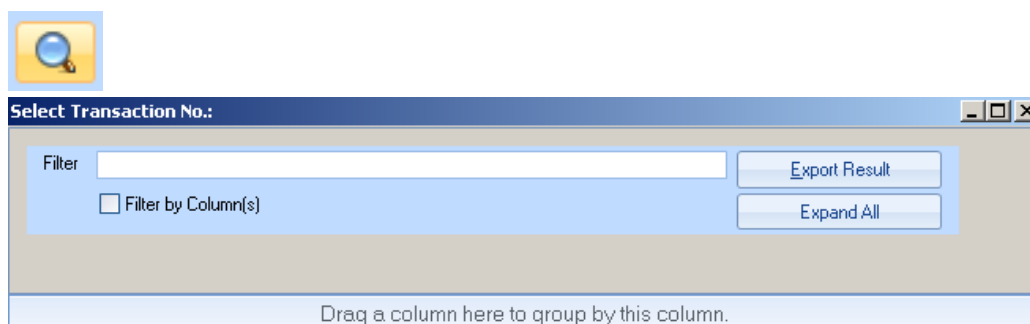 Select Transaction No.:
Filter
Export Result
Filter by Column(s)
Expand All
Drag a column here to group by this column.